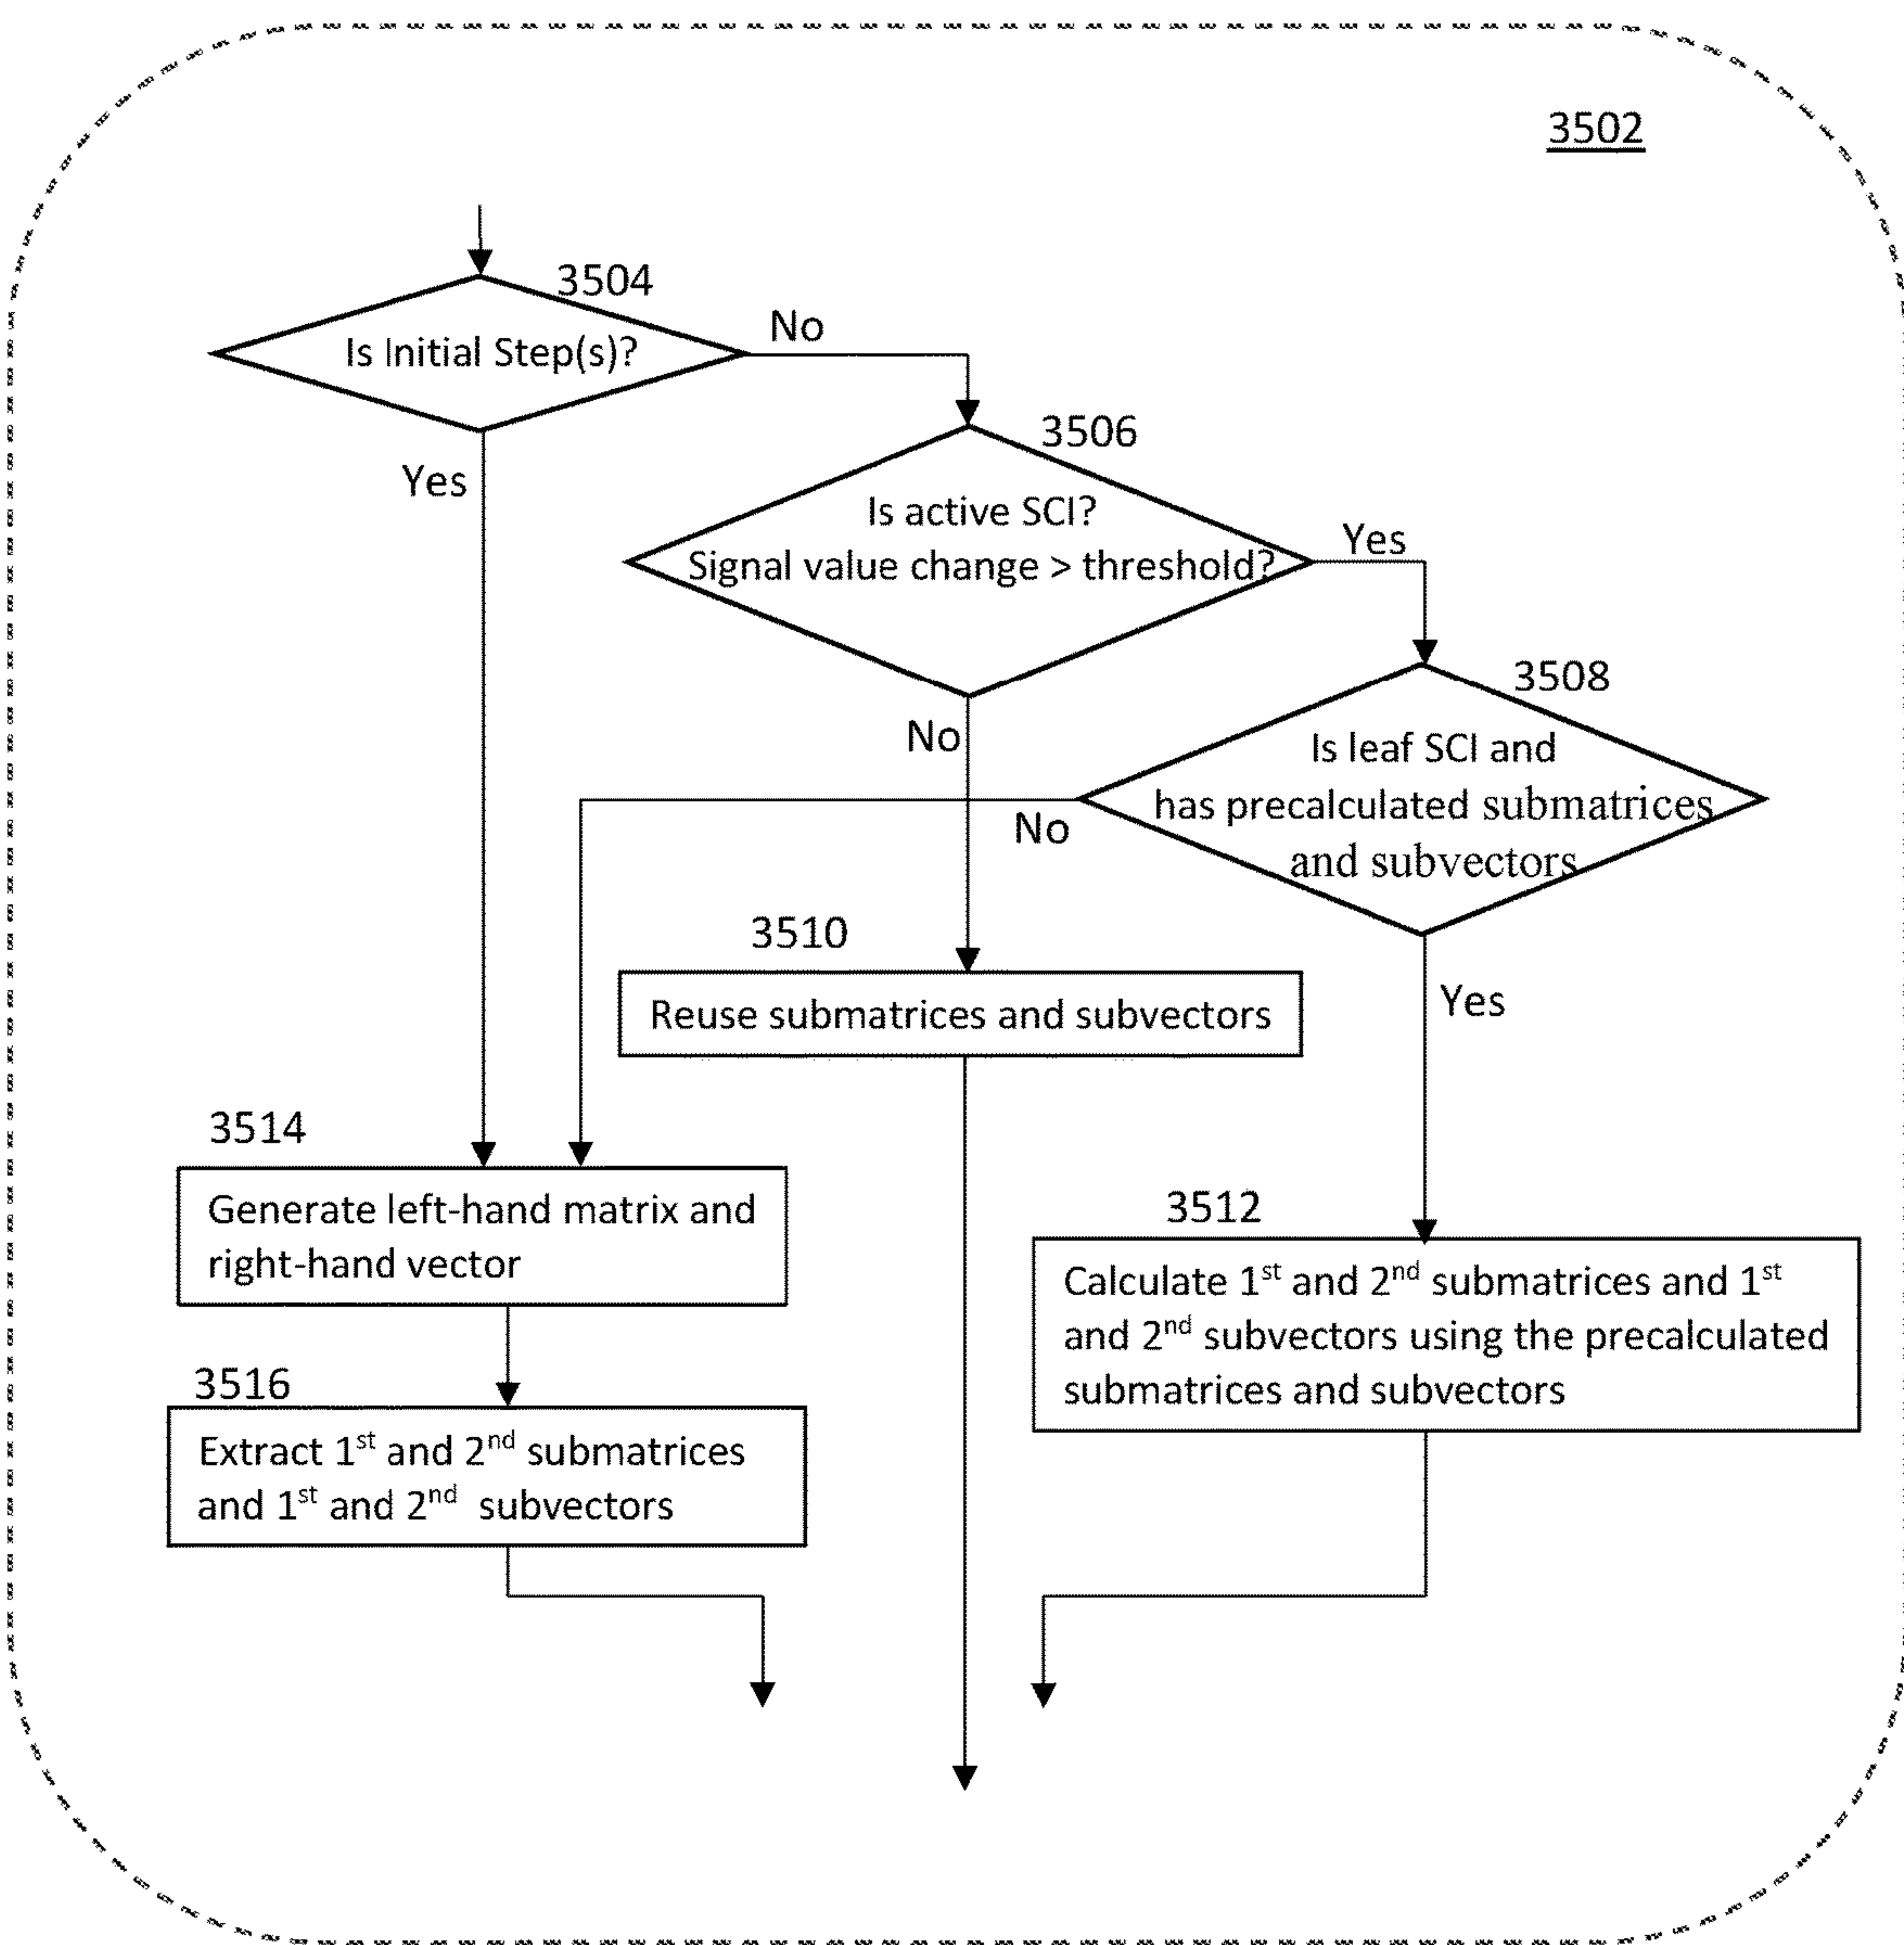 3502
3504
Is Initial Step(s)?
No
Yes
3506
Is active SCI?
Signal value change > threshold?
Yes
No
3508
Is leaf SCI and
has precalculated submatrices
and subvectors
No
Yes
3510
Reuse submatrices and subvectors
3514
Generate left-hand matrix and
right-hand vector
3512
Calculate 1st and 2nd submatrices and 1st
and 2nd subvectors using the precalculated
submatrices and subvectors
3516
Extract 1st and 2nd submatrices
and 1st and 2nd subvectors